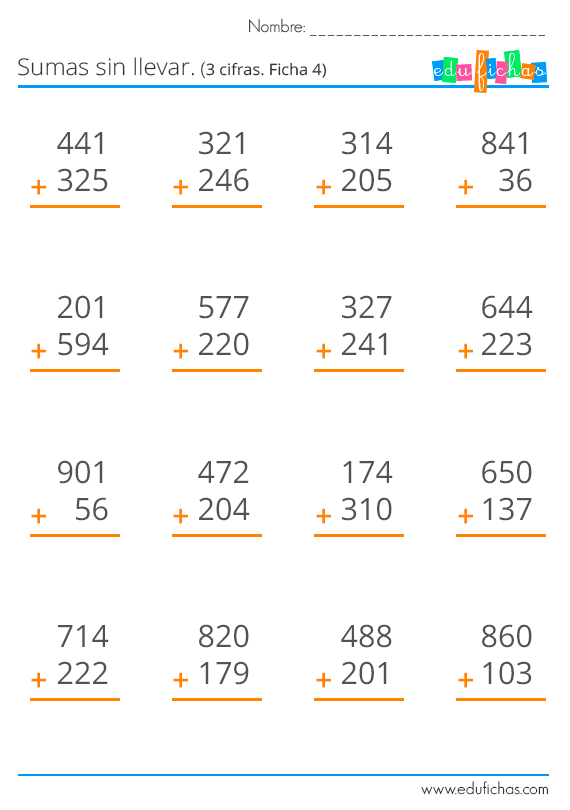 Nombre: ___________________________
Sumas sin llevar. (3 cifras. Ficha 4)
edufichas
441 321 314 841
+ 325 + 246 + 205 + 36
201 577 327 644
+ 594 + 220 + 241 + 223
901 472 174 650
+ 56 + 204 + 310 + 137
714 820 488 860
+ 222 + 179 + 201 + 103
www.edufichas.com